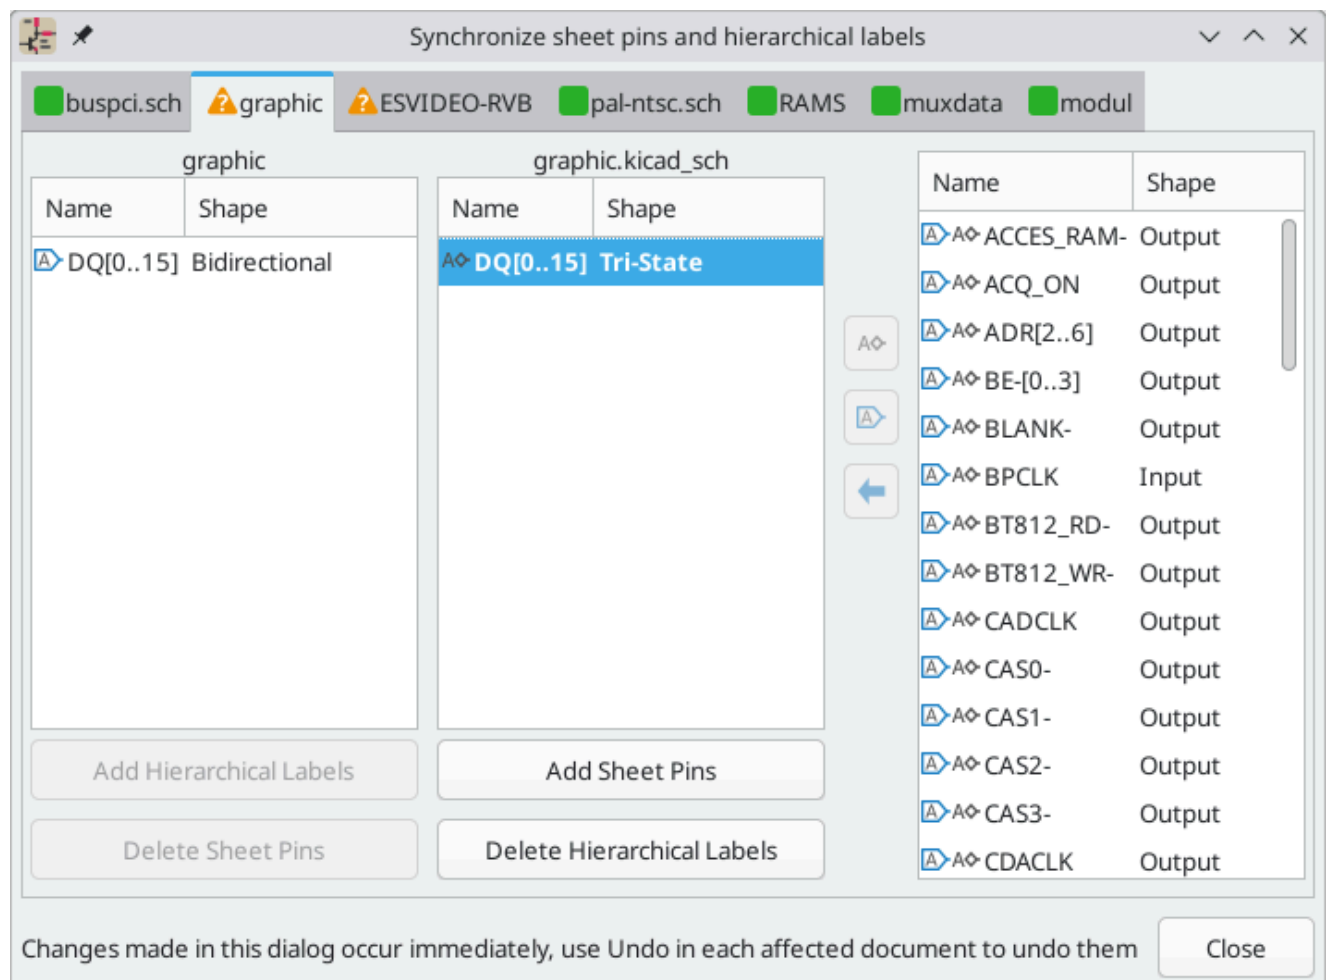 Synchronize sheet pins and hierarchical labels
buspci.sch graphic ESVIDEO-RVB pal-ntsc.sch RAMS muxdata modul
graphic
Name Shape
DQ[0..15] Bidirectional
Add Hierarchical Labels
Delete Sheet Pins
graphic.kicad_sch
Name Shape
DQ[0..15] Tri-State
Add Sheet Pins
Delete Hierarchical Labels
Name Shape
ACCES_RAM- Output
ACQ_ON Output
ADR[2..6] Output
BE-[0..3] Output
BLANK- Output
BPCLK Input
BT812_RD- Output
BT812_WR- Output
CADCLK Output
CAS0- Output
CAS1- Output
CAS2- Output
CAS3- Output
CDACLK Output
Changes made in this dialog occur immediately, use Undo in each affected document to undo them
Close